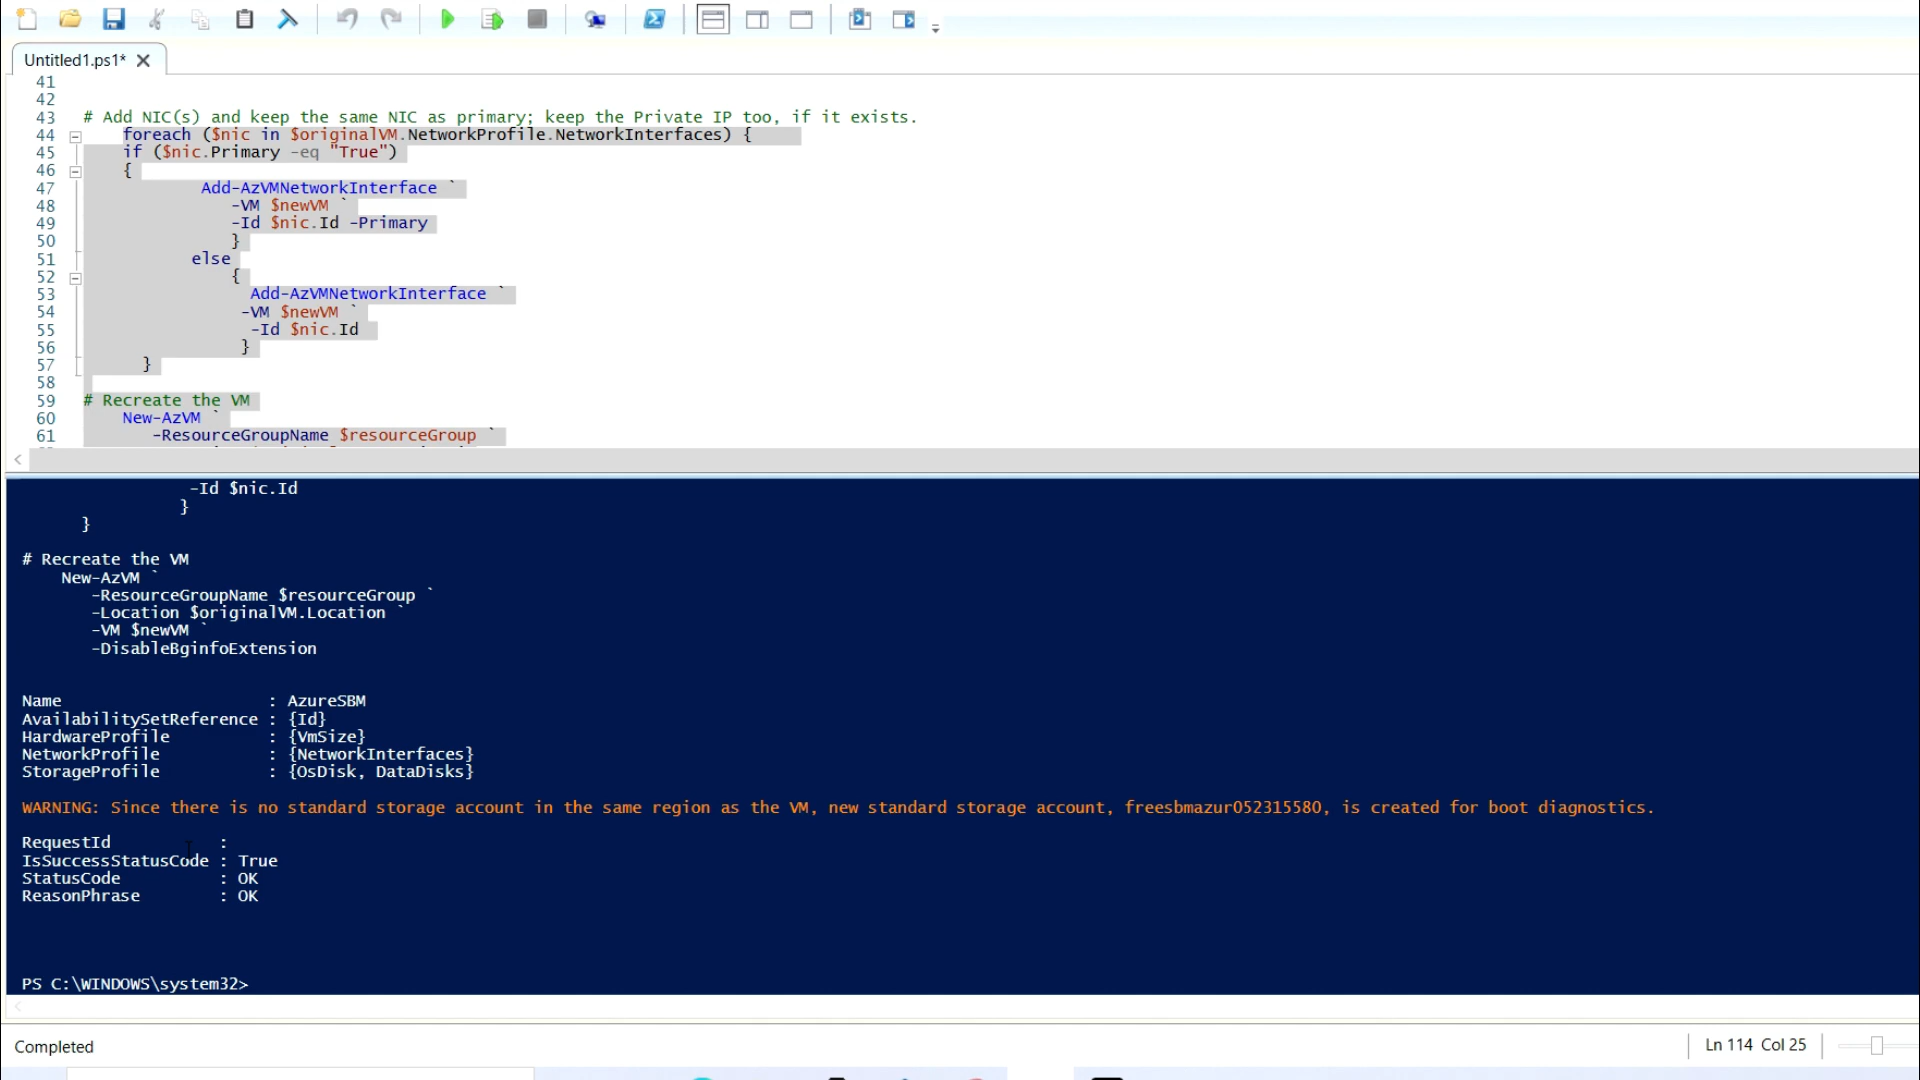 Untitled1.ps1*
41
42
43 # Add NIC(s) and keep the same NIC as primary; keep the Private IP too, if it exists.
44 foreach ($nic in $originalVM.NetworkProfile.NetworkInterfaces) {
45 if ($nic.Primary -eq "True")
46 {
47 Add-AzVMNetworkInterface `
48 -VM $newVM `
49 -Id $nic.Id -Primary
50 }
51 else
52 {
53 Add-AzVMNetworkInterface `
54 -VM $newVM `
55 -Id $nic.Id
56 }
57 }
58
59 # Recreate the VM
60 New-AzVM `
61 -ResourceGroupName $resourceGroup `
-Id $nic.Id
}
}
# Recreate the VM
New-AzVM `
-ResourceGroupName $resourceGroup `
-Location $originalVM.Location `
-VM $newVM `
-DisableBginfoExtension
Name : AzureSBM
AvailabilitySetReference : {Id}
HardwareProfile : {VmSize}
NetworkProfile : {NetworkInterfaces}
StorageProfile : {OsDisk, DataDisks}
WARNING: Since there is no standard storage account in the same region as the VM, new standard storage account, freesbmazur052315580, is created for boot diagnostics.
RequestId :
IsSuccessStatusCode : True
StatusCode : OK
ReasonPhrase : OK
PS C:\WINDOWS\system32>
Completed
Ln 114 Col 25